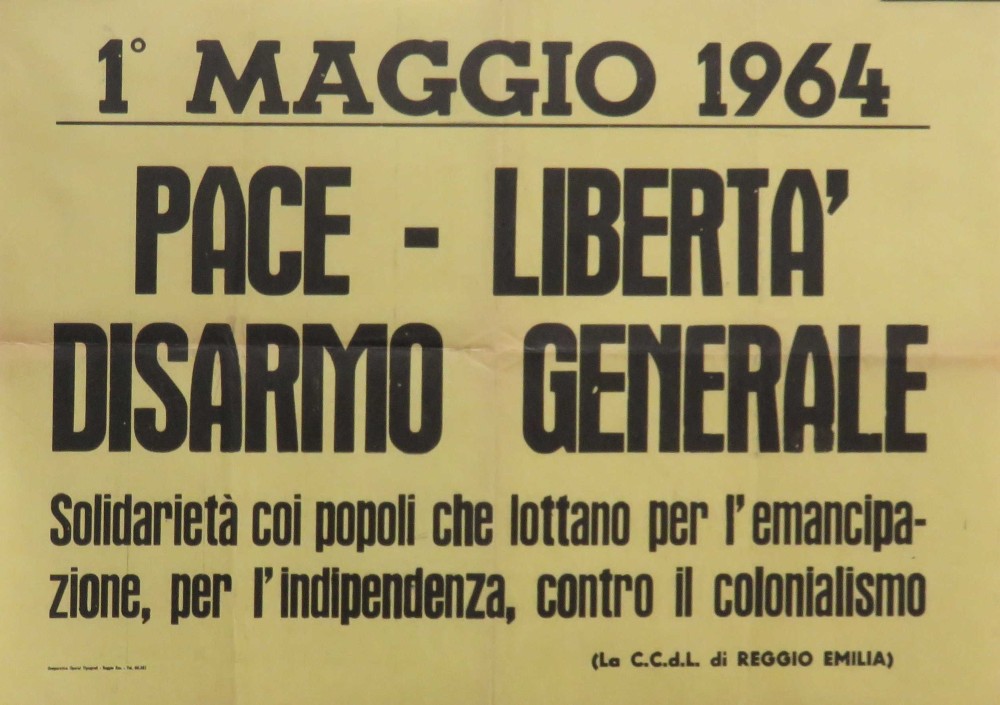 1° MAGGIO 1964
PACE - LIBERTA'
DISARMO GENERALE
Solidarietà coi popoli che lottano per l'emancipa-
zione, per l'indipendenza, contro il colonialismo
(La C.C.d.L. di REGGIO EMILIA)